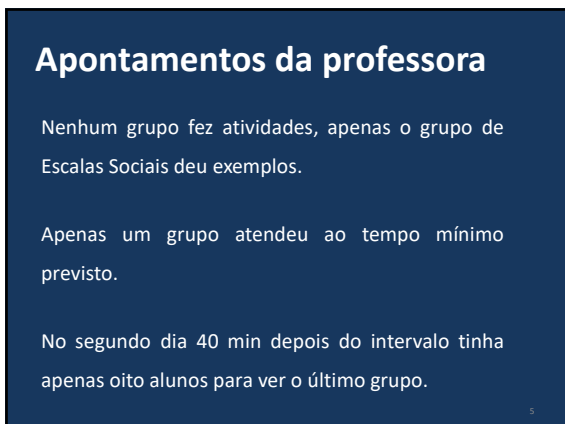 Apontamentos da professora
Nenhum grupo fez atividades, apenas o grupo de
Escalas Sociais deu exemplos.
Apenas um grupo atendeu ao tempo mínimo
previsto.
No segundo dia 40 min depois do intervalo tinha
apenas oito alunos para ver o último grupo.
5